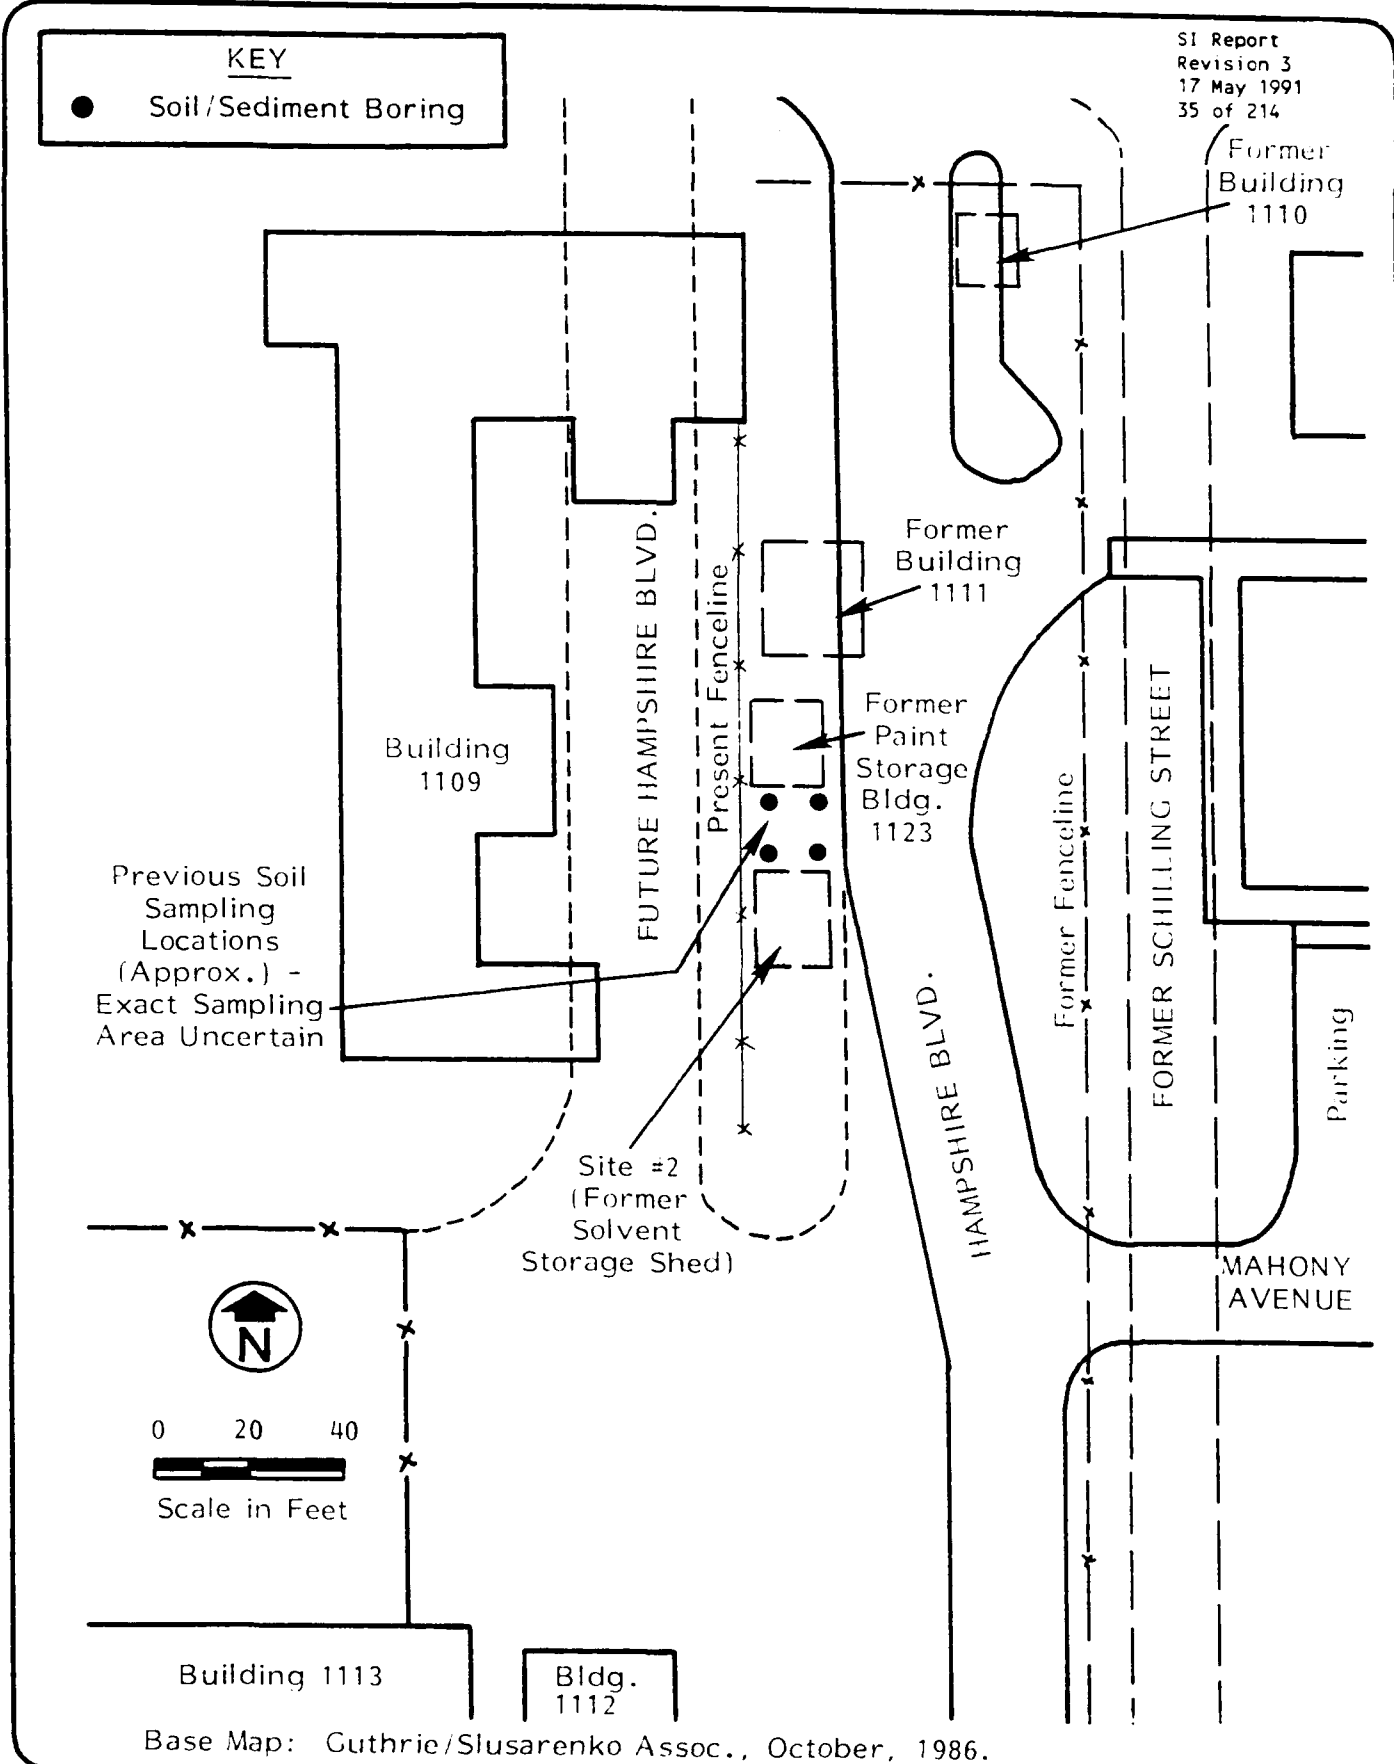 KEY
Soil/Sediment Boring
SI Report
Revision 3
17 May 1991
35 of 214
Former
Building
1110
Former
Building
1111
FUTURE HAMPSHIRE BLVD.
Present Fenceline
Former
Paint
Storage
Bldg.
1123
Building
1109
Former Fenceline
FORMER SCHILLING STREET
Previous Soil
Sampling
Locations
(Approx.) -
Exact Sampling
Area Uncertain
HAMPSHIRE BLVD.
Parking
Site #2
(Former
Solvent
Storage Shed)
MAHONY
AVENUE
N
0 20 40
Scale in Feet
Building 1113
Bldg.
1112
Base Map: Guthrie/Slusarenko Assoc., October, 1986.